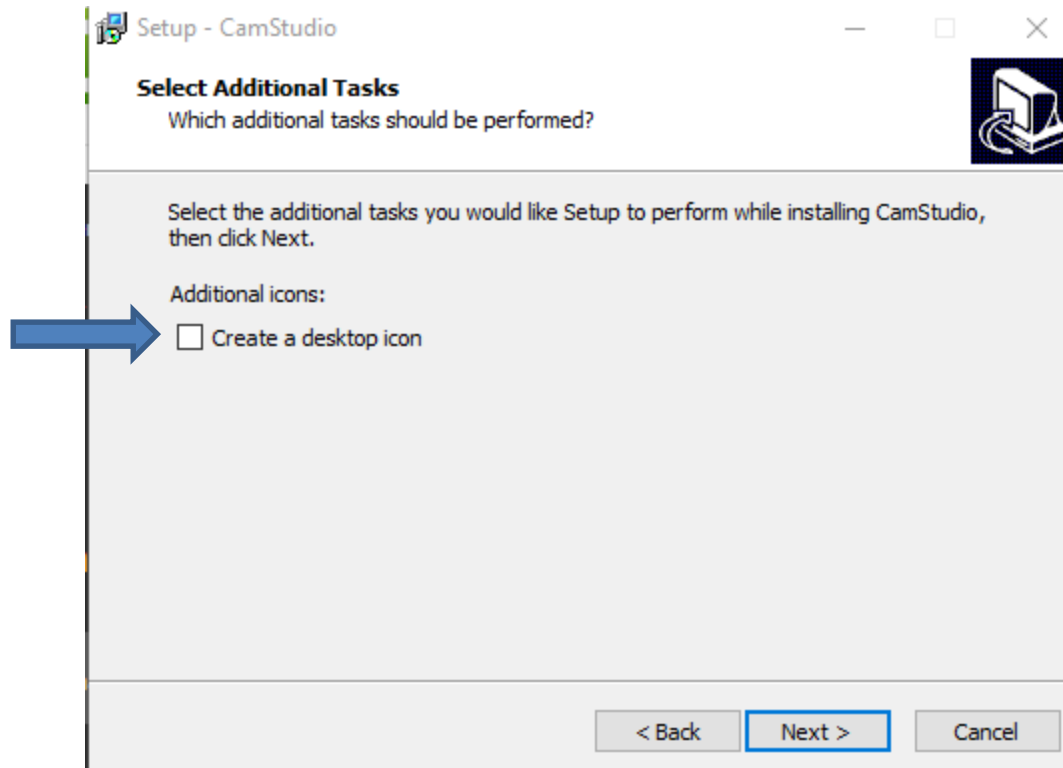 Setup - CamStudio
Select Additional Tasks
Which additional tasks should be performed?
Select the additional tasks you would like Setup to perform while installing CamStudio,
then click Next.
Additional icons:
Create a desktop icon
< Back
Next >
Cancel